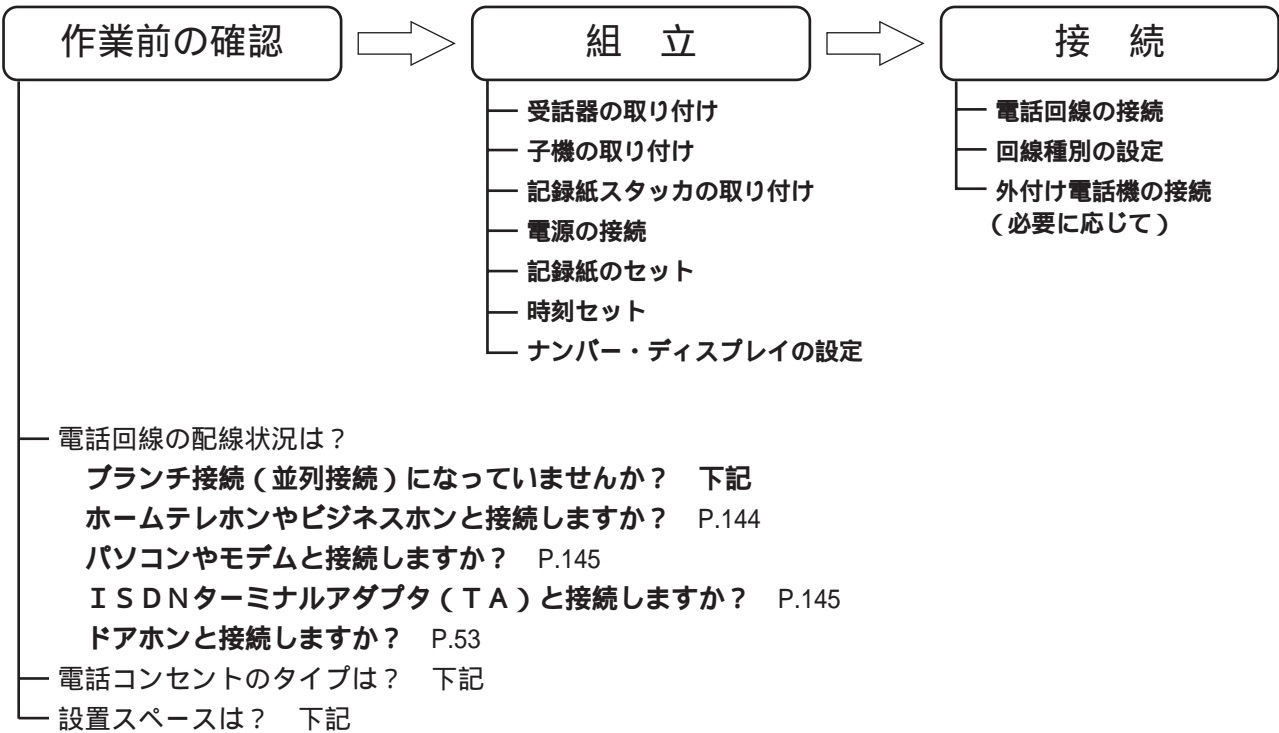 作業前の確認
組　立
接　続
受話器の取り付け
子機の取り付け
記録紙スタッカの取り付け
電源の接続
記録紙のセット
時刻セット
ナンバー・ディスプレイの設定
電話回線の接続
回線種別の設定
外付け電話機の接続
（必要に応じて）
電話回線の配線状況は？
ブランチ接続（並列接続）になっていませんか？　下記
ホームテレホンやビジネスホンと接続しますか？　P.144
パソコンやモデムと接続しますか？　P.145
ＩＳＤＮターミナルアダプタ（ＴＡ）と接続しますか？　P.145
ドアホンと接続しますか？　P.53
電話コンセントのタイプは？　下記
設置スペースは？　下記